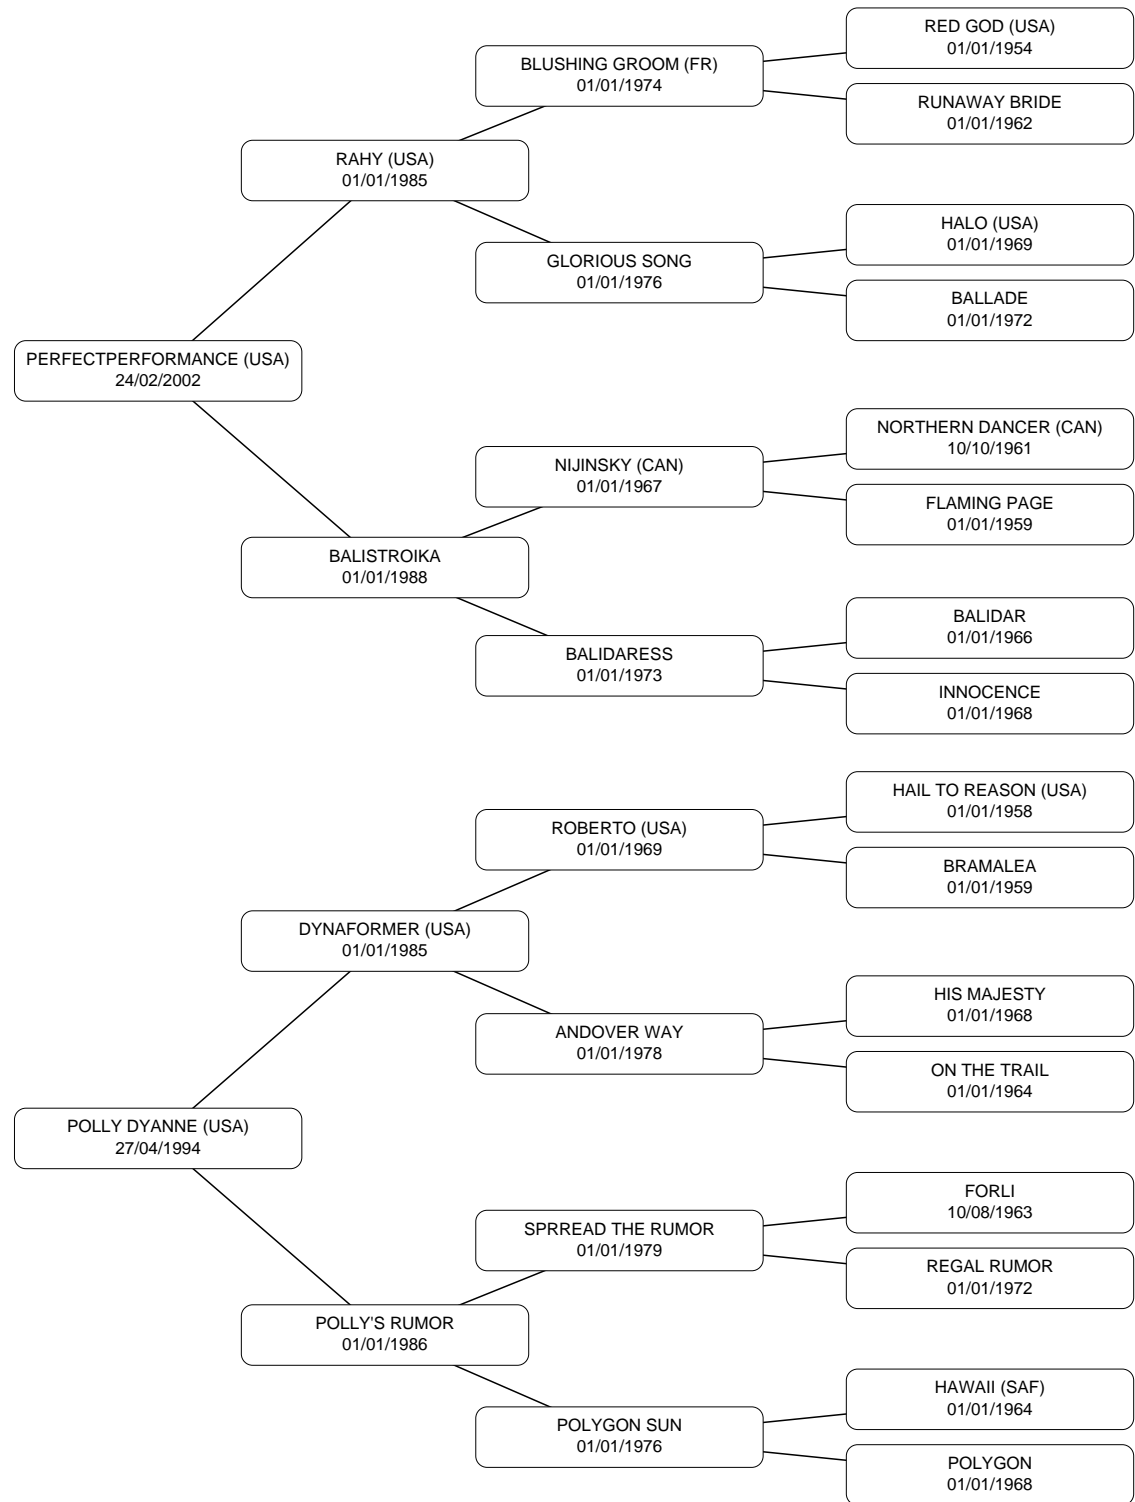 RED GOD (USA)
01/01/1954
BLUSHING GROOM (FR)
01/01/1974
RUNAWAY BRIDE
01/01/1962
RAHY (USA)
01/01/1985
HALO (USA)
01/01/1969
GLORIOUS SONG
01/01/1976
BALLADE
01/01/1972
PERFECTPERFORMANCE (USA)
24/02/2002
NORTHERN DANCER (CAN)
10/10/1961
NIJINSKY (CAN)
01/01/1967
FLAMING PAGE
01/01/1959
BALISTROIKA
01/01/1988
BALIDAR
01/01/1966
BALIDARESS
01/01/1973
INNOCENCE
01/01/1968
HAIL TO REASON (USA)
01/01/1958
ROBERTO (USA)
01/01/1969
BRAMALEA
01/01/1959
DYNAFORMER (USA)
01/01/1985
HIS MAJESTY
01/01/1968
ANDOVER WAY
01/01/1978
ON THE TRAIL
01/01/1964
POLLY DYANNE (USA)
27/04/1994
FORLI
10/08/1963
SPRREAD THE RUMOR
01/01/1979
REGAL RUMOR
01/01/1972
POLLY'S RUMOR
01/01/1986
HAWAII (SAF)
01/01/1964
POLYGON SUN
01/01/1976
POLYGON
01/01/1968